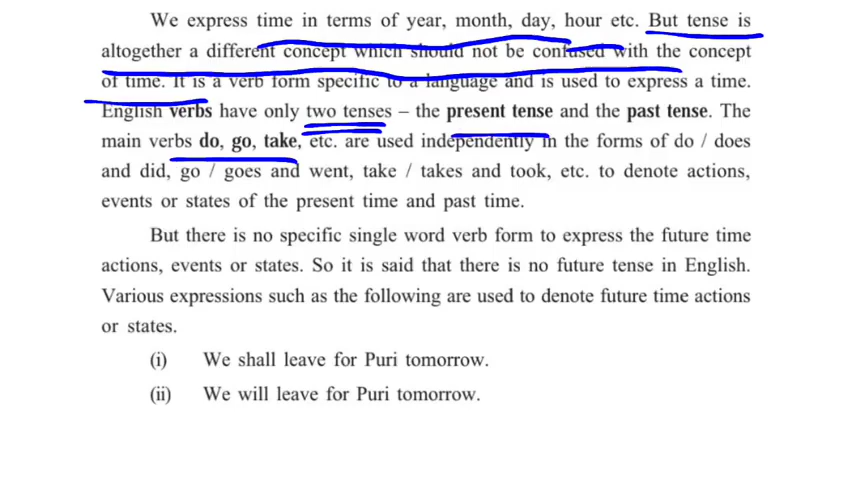 We express time in terms of year, month, day, hour etc. But tense is
altogether a different concept which should not be confused with the concept
of time. It is a verb form specific to a language and is used to express a time.
English verbs have only two tenses – the present tense and the past tense. The
main verbs do, go, take, etc. are used independently in the forms of do / does
and did, go / goes and went, take / takes and took, etc. to denote actions,
events or states of the present time and past time.
But there is no specific single word verb form to express the future time
actions, events or states. So it is said that there is no future tense in English.
Various expressions such as the following are used to denote future time actions
or states.
(i) We shall leave for Puri tomorrow.
(ii) We will leave for Puri tomorrow.